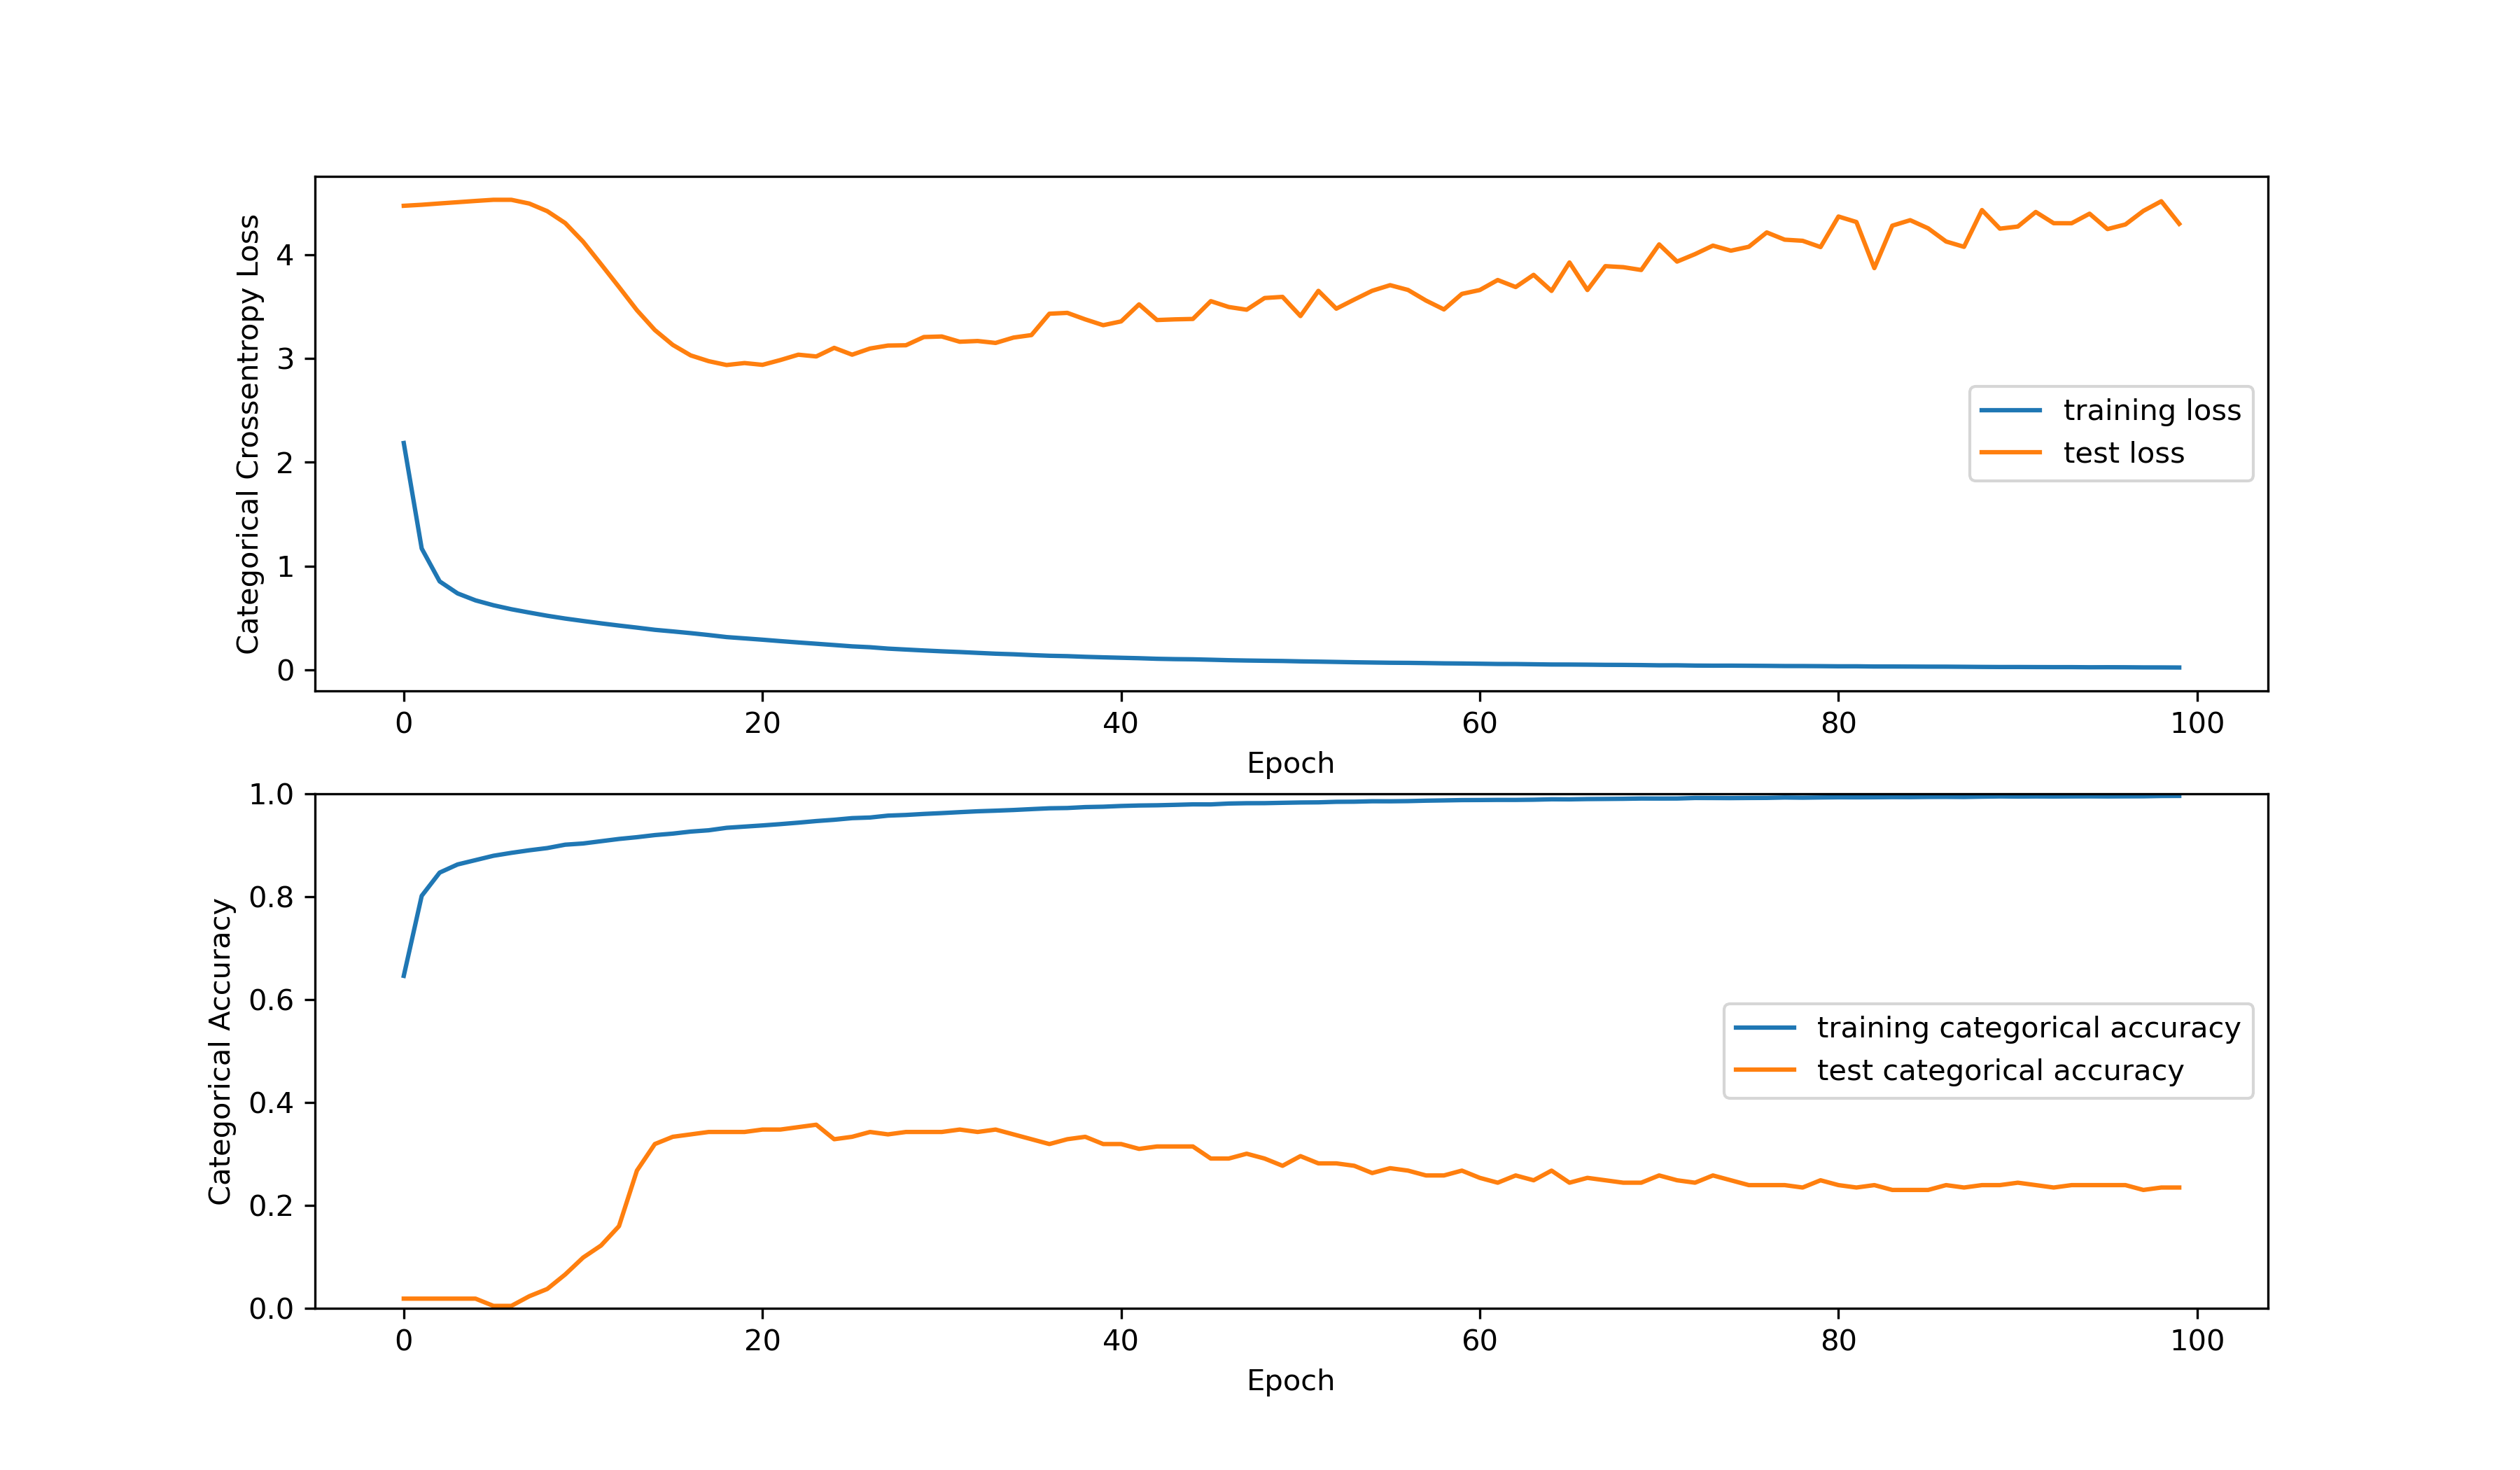 Categorical Crossentropy Loss
4
3
2
1
0
training loss
test loss
0 20 40 60 80 100
Epoch
Categorical Accuracy
1.0
0.8
0.6
0.4
0.2
0.0
training categorical accuracy
test categorical accuracy
0 20 40 60 80 100
Epoch